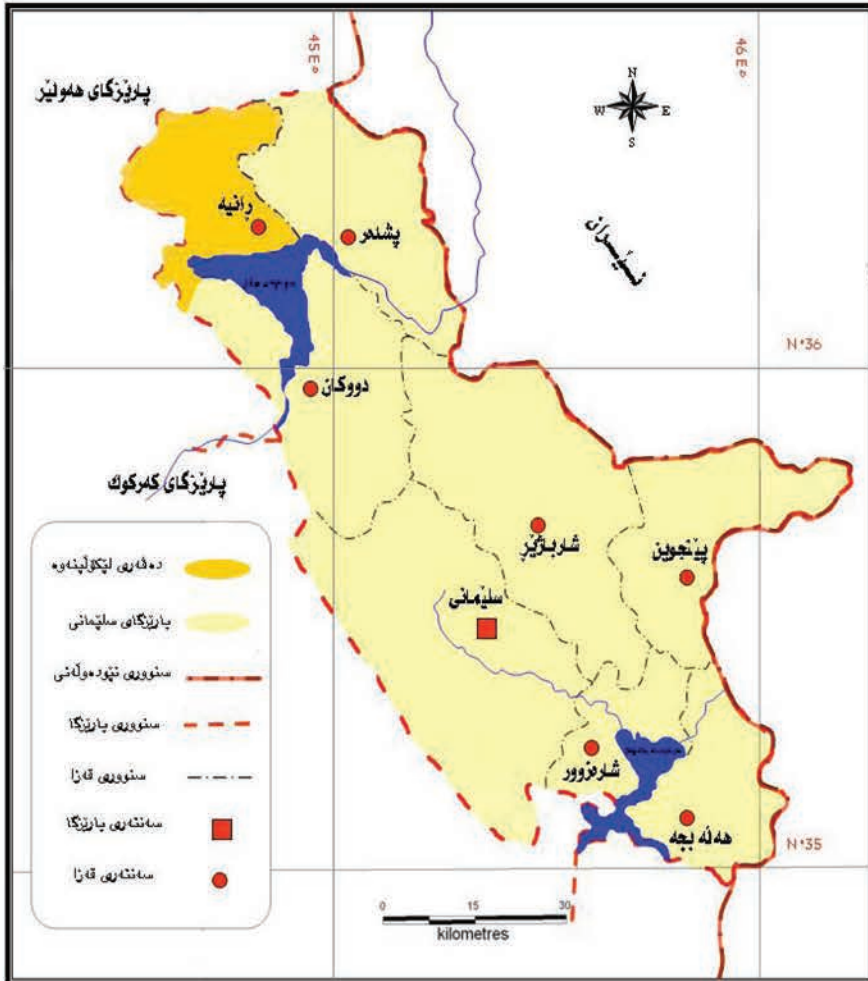 45 E°
46 E°
پارێزگای هەولێر
N
W E
S
ڕانیە
پشدەر
ئێـــران
N°36
دووکان
پارێزگای کەرکوک
شارباژێڕ
پێنجوین
سلێمانی
شارەزوور
هەڵەبجە
N°35
دەڤەری لێکۆڵینەوە
پارێزگای سلێمانی
سنووری نێودەوڵەتی
سنووری پارێزگا
سنووری قەزا
سەنتەری پارێزگا
سەنتەری قەزا
0 15 30
kilometres